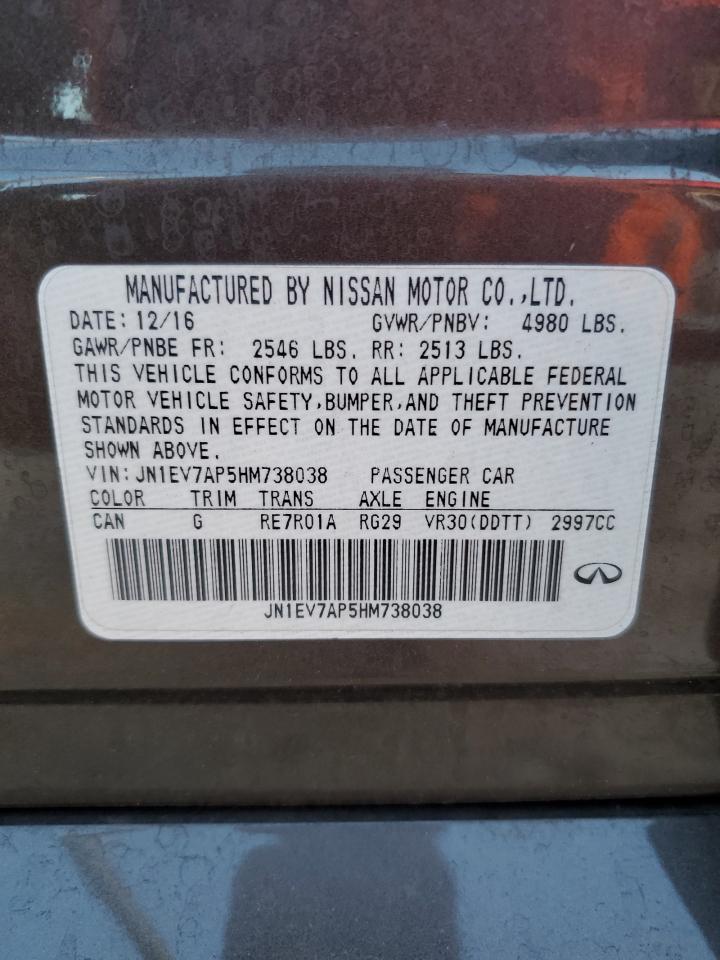 MANUFACTURED BY NISSAN MOTOR CO.,LTD.
DATE: 12/16 GVWR/PNBV: 4980 LBS.
GAWR/PNBE FR: 2546 LBS. RR: 2513 LBS.
THIS VEHICLE CONFORMS TO ALL APPLICABLE FEDERAL
MOTOR VEHICLE SAFETY,BUMPER,AND THEFT PREVENTION
STANDARDS IN EFFECT ON THE DATE OF MANUFACTURE
SHOWN ABOVE.
VIN: JN1EV7AP5HM738038 PASSENGER CAR
COLOR TRIM TRANS AXLE ENGINE
CAN G RE7R01A RG29 VR30(DDTT) 2997CC
JN1EV7AP5HM738038